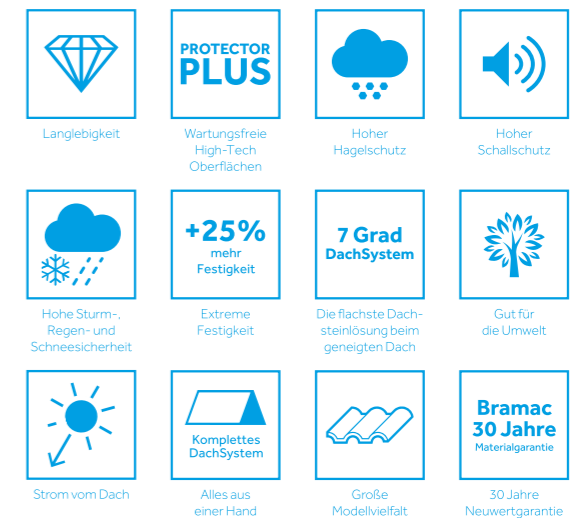 PROTECTOR
PLUS
Langlebigkeit
Wartungsfreie
High-Tech
Oberflächen
Hoher
Hagelschutz
Hoher
Schallschutz
+25%
mehr
Festigkeit
7 Grad
DachSystem
Hohe Sturm-,
Regen- und
Schneesicherheit
Extreme
Festigkeit
Die flachste Dach-
steinlösung beim
geneigten Dach
Gut für
die Umwelt
Komplettes
DachSystem
Bramac
30 Jahre
Materialgarantie
Strom vom Dach
Alles aus
einer Hand
Große
Modellvielfalt
30 Jahre
Neuwertgarantie